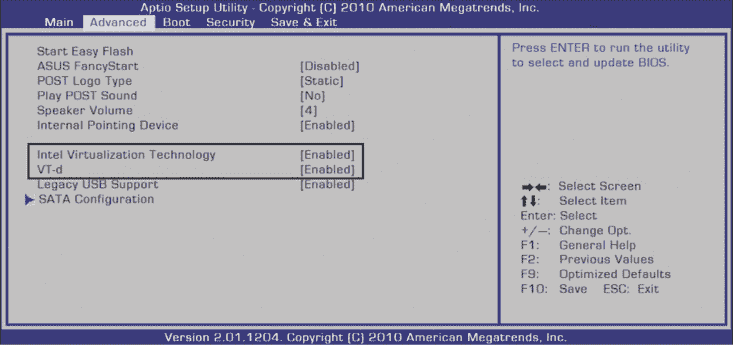 Aptio Setup Utility - Copyright (C) 2010 American Megatrends, Inc.
Main Advanced Boot Security Save & Exit
Start Easy Flash
ASUS FancyStart [Disabled]
POST Logo Type [Static]
Play POST Sound [No]
Speaker Volume [4]
Internal Pointing Device [Enabled]
Intel Virtualization Technology [Enabled]
VT-d [Enabled]
Legacy USB Support [Enabled]
SATA Configuration
Press ENTER to run the utility
to select and update BIOS.
→←: Select Screen
↑↓: Select Item
Enter: Select
+/—: Change Opt.
F1: General Help
F2: Previous Values
F9: Optimized Defaults
F10: Save ESC: Exit
Version 2.01.1204. Copyright (C) 2010 American Megatrends, Inc.